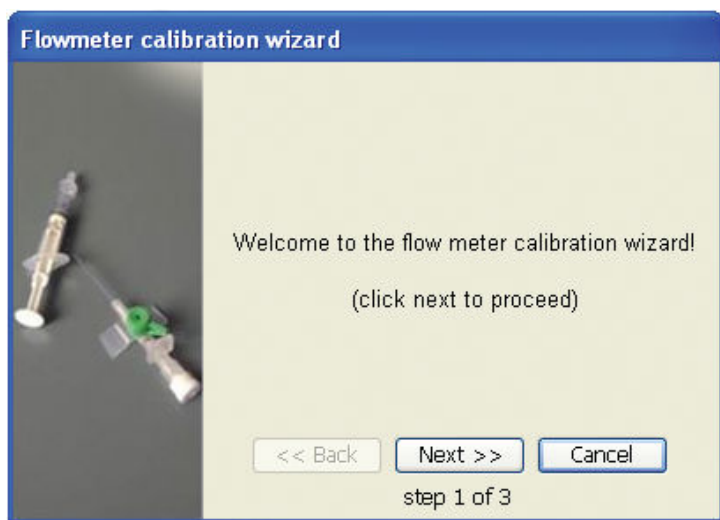 Flowmeter calibration wizard
Welcome to the flow meter calibration wizard!
(click next to proceed)
<< Back
Next >>
Cancel
step 1 of 3